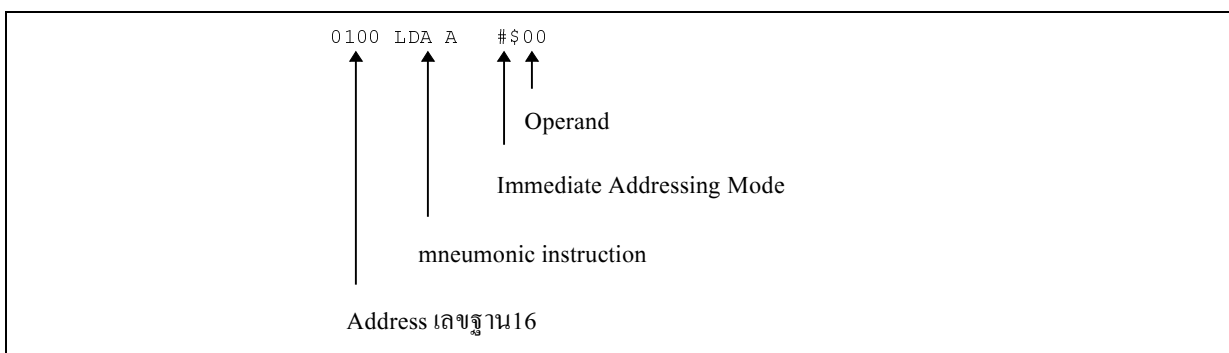 0100 LDA A #$00
Operand
Immediate Addressing Mode
mneumonic instruction
Address เลขฐาน16